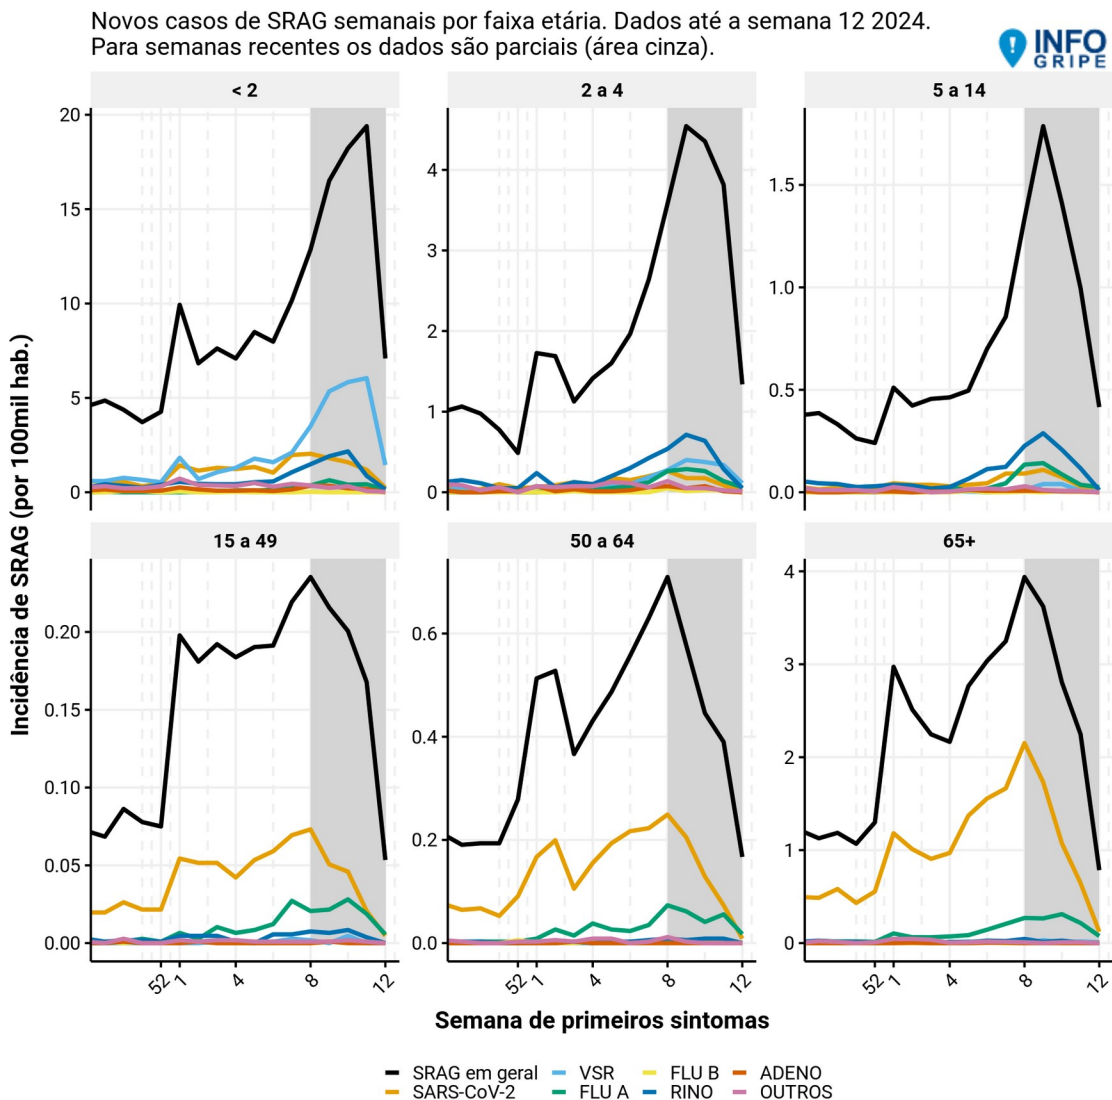 Novos casos de SRAG semanais por faixa etária. Dados até a semana 12 2024.
Para semanas recentes os dados são parciais (área cinza).
INFO
GRIPE
< 2
2 a 4
5 a 14
20
15
10
5
0
4
3
2
1
0
1.5
1.0
0.5
0.0
Incidência de SRAG (por 100mil hab.)
15 a 49
50 a 64
65+
0.20
0.15
0.10
0.05
0.00
0.6
0.4
0.2
0.0
4
3
2
1
0
52 1 4 8 12
52 1 4 8 12
52 1 4 8 12
Semana de primeiros sintomas
SRAG em geral VSR FLU B ADENO
SARS-CoV-2 FLU A RINO OUTROS